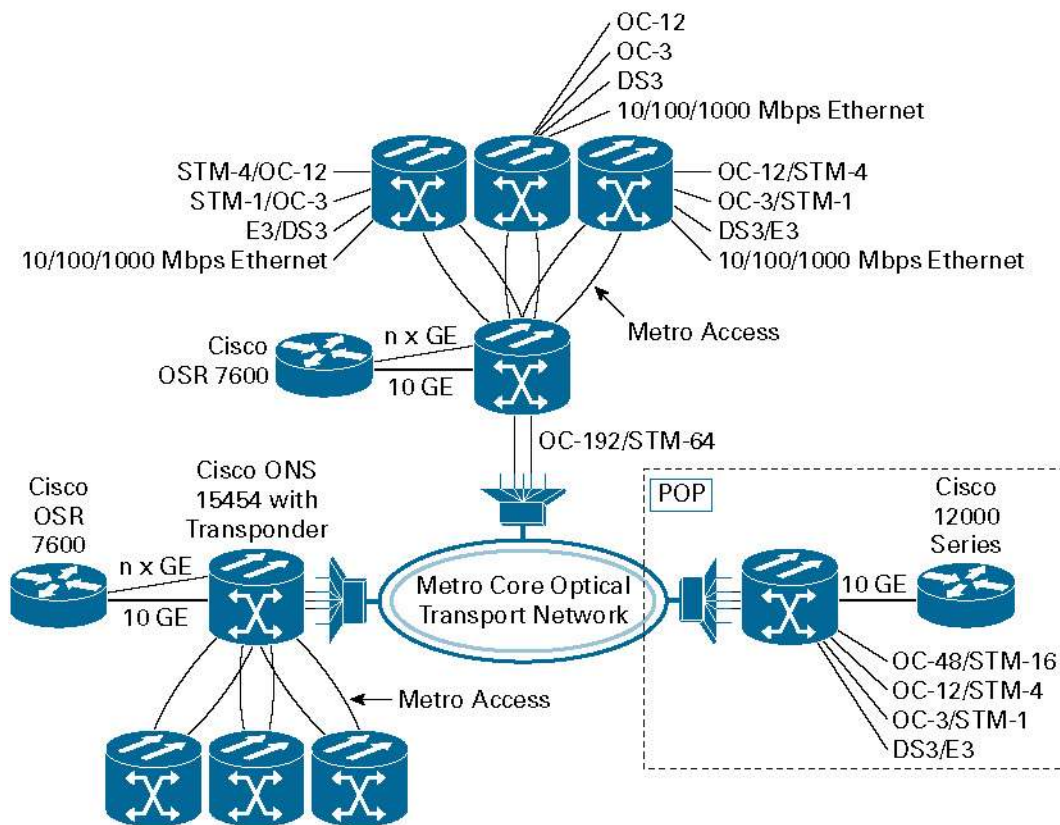 OC-12
OC-3
DS3
10/100/1000 Mbps Ethernet
STM-4/OC-12
STM-1/OC-3
E3/DS3
10/100/1000 Mbps Ethernet
OC-12/STM-4
OC-3/STM-1
DS3/E3
10/100/1000 Mbps Ethernet
Metro Access
Cisco
OSR 7600
n x GE
10 GE
OC-192/STM-64
Cisco
OSR
7600
Cisco ONS
15454 with
Transponder
n x GE
10 GE
Metro Core Optical
Transport Network
POP
Cisco
12000
Series
10 GE
OC-48/STM-16
OC-12/STM-4
OC-3/STM-1
DS3/E3
Metro Access